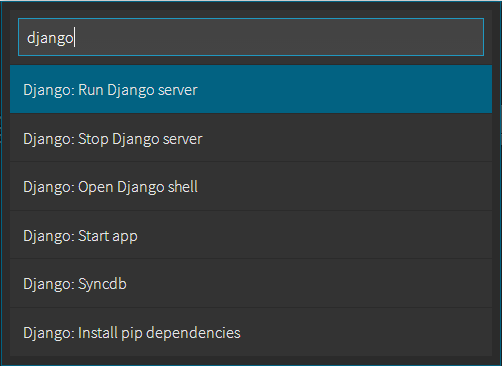 django
Django: Run Django server
Django: Stop Django server
Django: Open Django shell
Django: Start app
Django: Syncdb
Django: Install pip dependencies